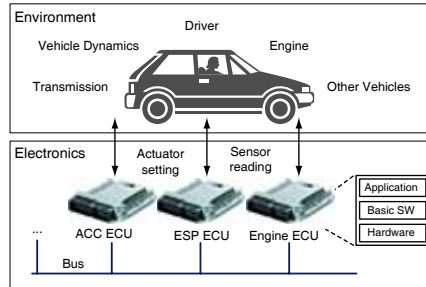 Environment
Driver
Vehicle Dynamics
Engine
Transmission
Other Vehicles
Electronics
Actuator
setting
Sensor
reading
Application
Basic SW
Hardware
...
ACC ECU
ESP ECU
Engine ECU
Bus